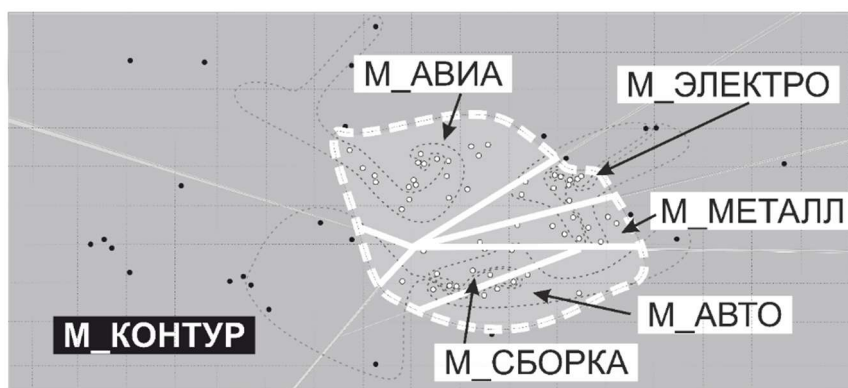 М_АВИА
М_ЭЛЕКТРО
М_МЕТАЛЛ
М_АВТО
М_КОНТУР
М_СБОРКА